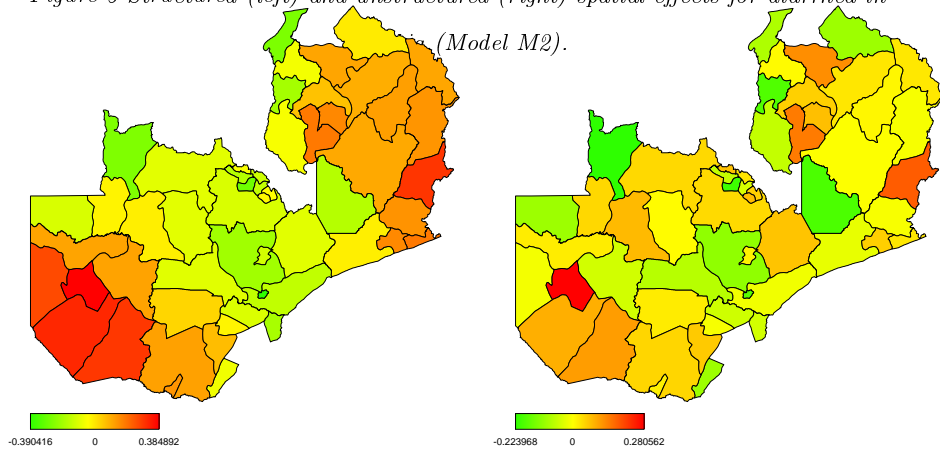 Figure 3 Structured (left) and unstructured (right) spatial effects for diarrhea in
(Model M2).
-0.390416 0 0.384892
-0.223968 0 0.280562